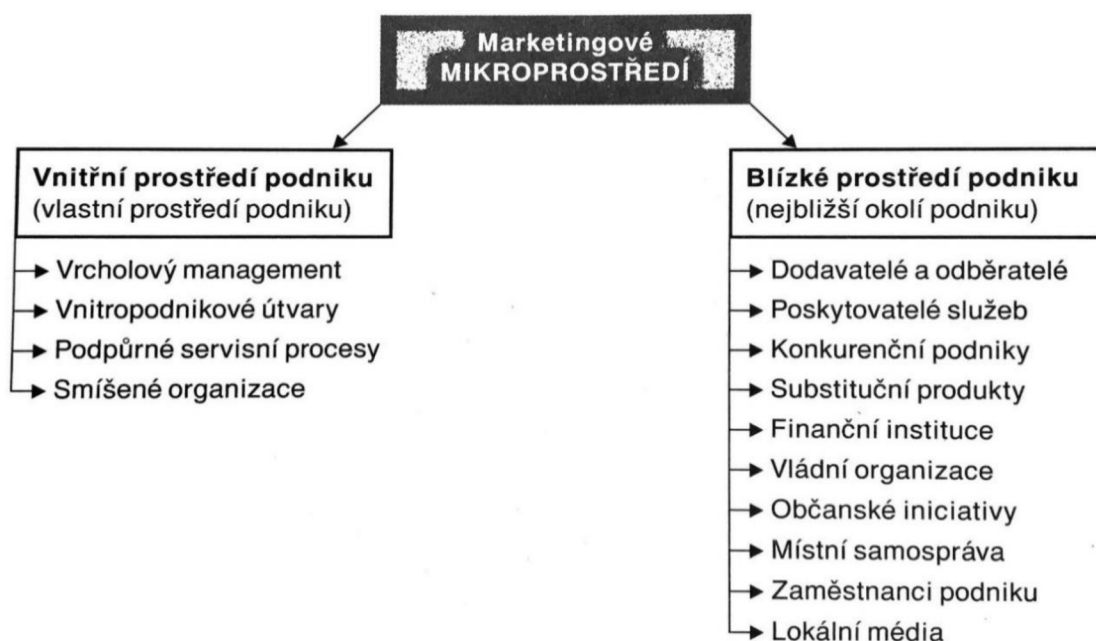 Marketingové
MIKROPROSTŘEDÍ
Vnitřní prostředí podniku
(vlastní prostředí podniku)
Vrcholový management
Vnitropodnikové útvary
Podpůrné servisní procesy
Smíšené organizace
Blízké prostředí podniku
(nejbližší okolí podniku)
Dodavatelé a odběratelé
Poskytovatelé služeb
Konkurenční podniky
Substituční produkty
Finanční instituce
Vládní organizace
Občanské iniciativy
Místní samospráva
Zaměstnanci podniku
Lokální média